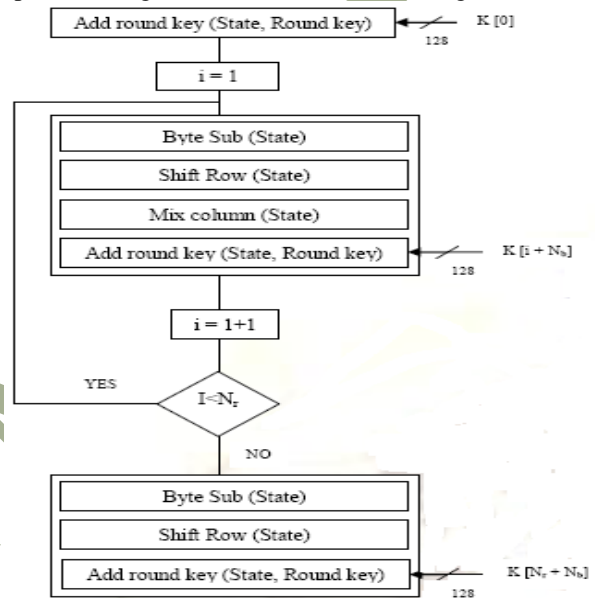 Add round key (State, Round key)
K [0]
128
i = 1
Byte Sub (State)
Shift Row (State)
Mix column (State)
Add round key (State, Round key)
K [i + Nb]
128
i = 1+1
YES
I<Nr
NO
Byte Sub (State)
Shift Row (State)
Add round key (State, Round key)
K [Nr + Nb]
128